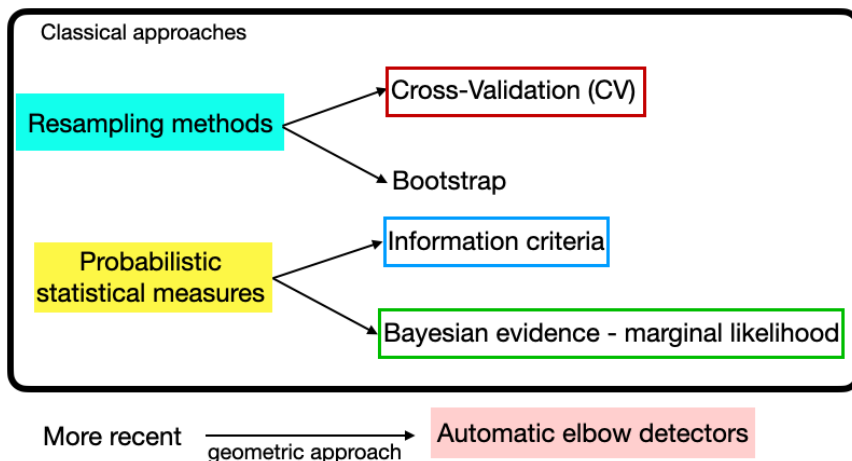 Classical approaches
Cross-Validation (CV)
Resampling methods
Bootstrap
Information criteria
Probabilistic
statistical measures
Bayesian evidence - marginal likelihood
More recent
geometric approach
Automatic elbow detectors